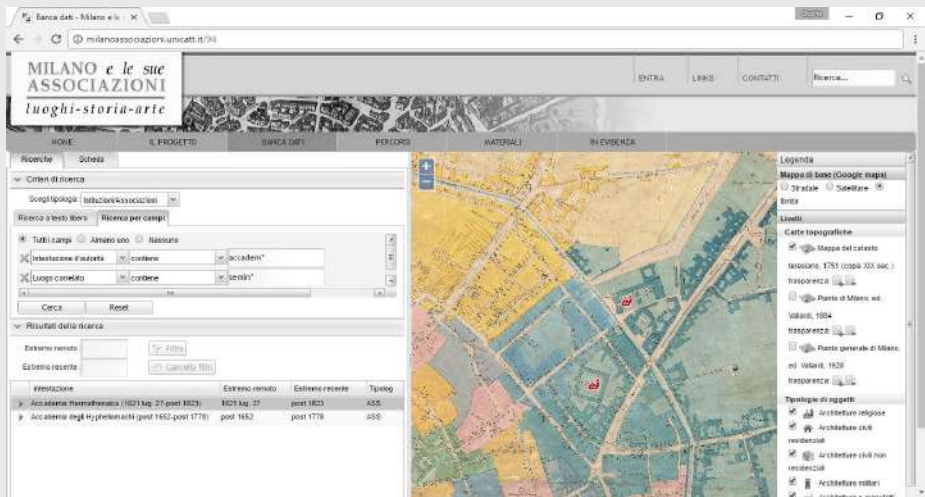 Banca dati - Milano e le
milanoassociazioni.unicatt.it/94
MILANO e le sue
ASSOCIAZIONI
luoghi-storia-arte
ENTRA
LINKS
CONTATTI
Ricerca...
HOME
IL PROGETTO
BANCA DATI
PERCORSI
MATERIALI
IN EVIDENZA
Ricerche
Scheda
Criteri di ricerca
Scegli tipologia: Istituzioni/Associazioni
Ricerca a testo libero
Ricerca per campi
Tutti i campi
Almeno uno
Nessuno
Intestazione d'autorità
contiene
accadem*
Luogo correlato
contiene
semin*
Cerca
Reset
Risultati della ricerca
Estremo remoto
Filtra
Estremo recente
Cancella filtri
Intestazione
Estremo remoto
Estremo recente
Tipolog
Accademia Hermathenaica (1621 lug. 27-post 1823)
1621 lug. 27
post 1823
ASS
Accademia degli Hypheliomachi (post 1652-post 1778)
post 1652
post 1778
ASS
Legenda
Mappa di base (Google maps)
Stradale
Satellitare
Ibrida
Livelli
Carte topografiche
Mappa del catasto
teresiano, 1751 (copia XIX sec.)
trasparenza:
Pianta di Milano, ed.
Vallardi, 1884
trasparenza:
Pianta generale di Milano,
ed. Vallardi, 1928
trasparenza:
Tipologie di oggetti
Architetture religiose
Architetture civili
residenziali
Architetture civili non
residenziali
Architetture militari